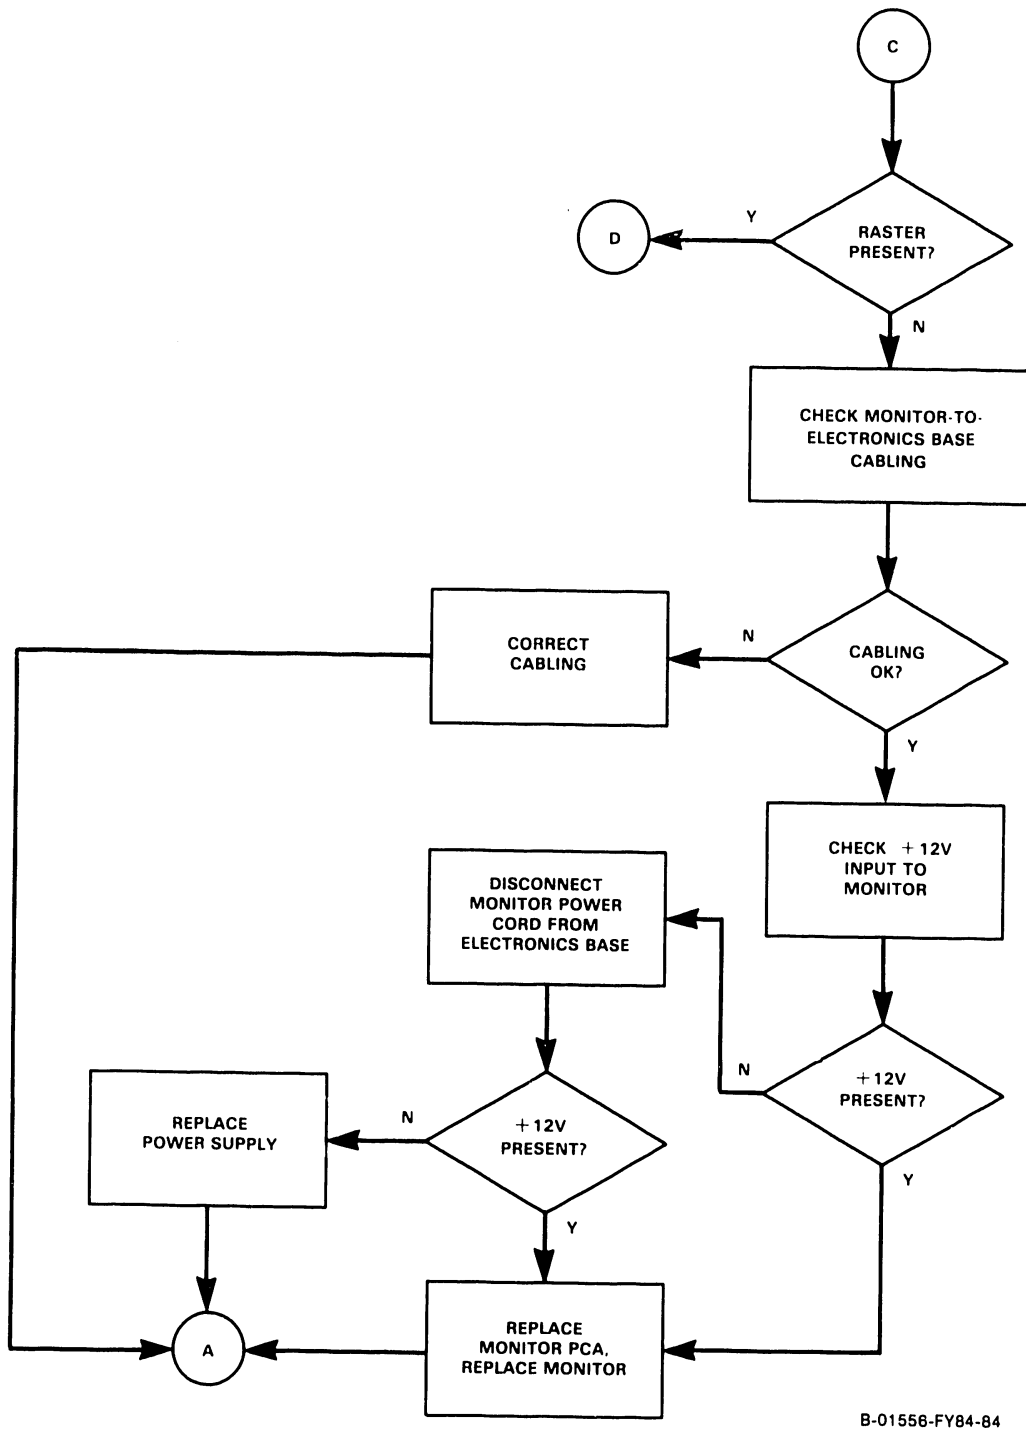 C
RASTER
PRESENT?
Y
D
N
CHECK MONITOR-TO-
ELECTRONICS BASE
CABLING
CABLING
OK?
N
CORRECT
CABLING
Y
CHECK +12V
INPUT TO
MONITOR
DISCONNECT
MONITOR POWER
CORD FROM
ELECTRONICS BASE
+12V
PRESENT?
N
Y
+12V
PRESENT?
N
REPLACE
POWER SUPPLY
Y
REPLACE
MONITOR PCA,
REPLACE MONITOR
A
B-01556-FY84-84